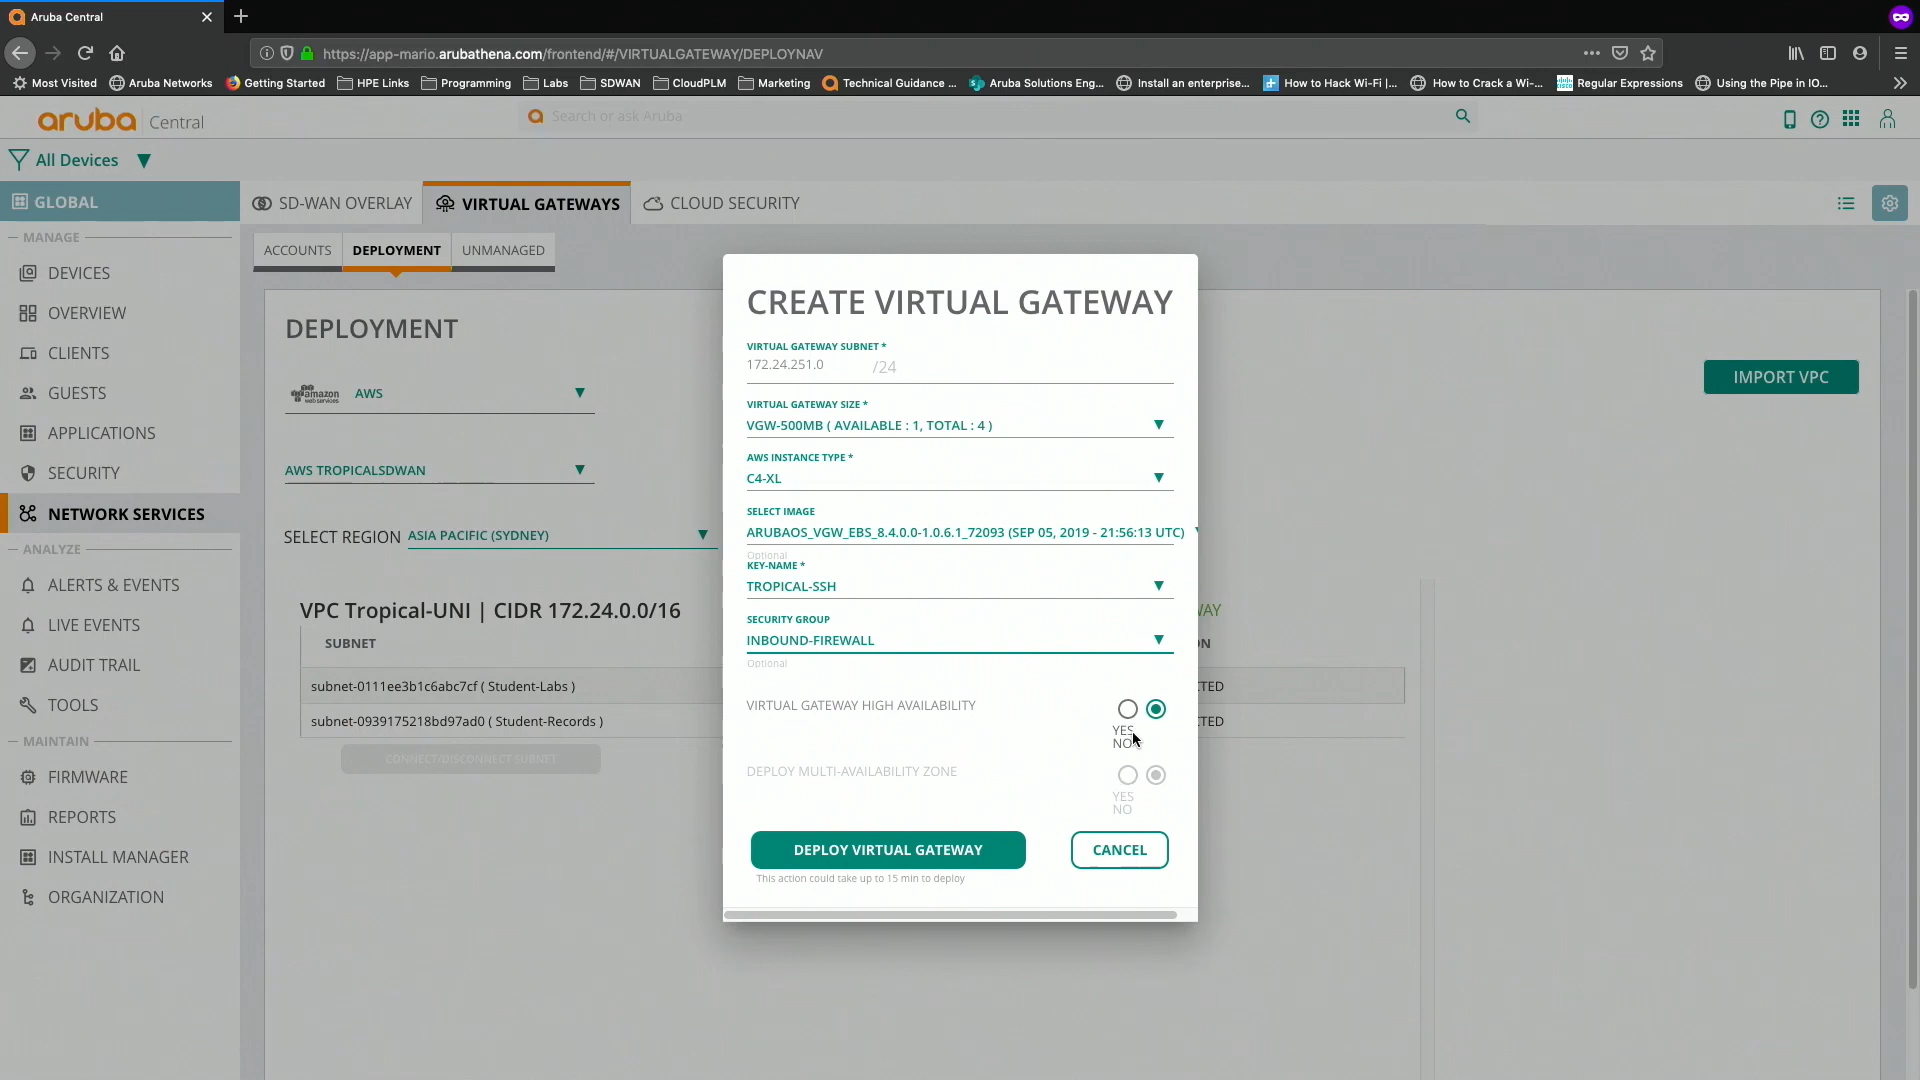 Aruba Central
https://app-mario.arubathena.com/frontend/#/VIRTUALGATEWAY/DEPLOYNAV
Most Visited
Aruba Networks
Getting Started
HPE Links
Programming
Labs
SDWAN
CloudPLM
Marketing
Technical Guidance ...
Aruba Solutions Eng...
Install an enterprise...
How to Hack Wi-Fi |...
How to Crack a Wi-...
Regular Expressions
Using the Pipe in IO...
aruba Central
Search or ask Aruba
All Devices
GLOBAL
SD-WAN OVERLAY
VIRTUAL GATEWAYS
CLOUD SECURITY
MANAGE
DEVICES
OVERVIEW
CLIENTS
GUESTS
APPLICATIONS
SECURITY
NETWORK SERVICES
ANALYZE
ALERTS & EVENTS
LIVE EVENTS
AUDIT TRAIL
TOOLS
MAINTAIN
FIRMWARE
REPORTS
INSTALL MANAGER
ORGANIZATION
ACCOUNTS
DEPLOYMENT
UNMANAGED
DEPLOYMENT
amazon
web services
AWS
AWS TROPICALSDWAN
SELECT REGION ASIA PACIFIC (SYDNEY)
IMPORT VPC
VPC Tropical-UNI | CIDR 172.24.0.0/16
WAY
SUBNET
ON
subnet-0111ee3b1c6abc7cf ( Student-Labs )
CTED
subnet-0939175218bd97ad0 ( Student-Records )
CTED
CONNECT/DISCONNECT SUBNET
CREATE VIRTUAL GATEWAY
VIRTUAL GATEWAY SUBNET *
172.24.251.0 /24
VIRTUAL GATEWAY SIZE *
VGW-500MB ( AVAILABLE : 1, TOTAL : 4 )
AWS INSTANCE TYPE *
C4-XL
SELECT IMAGE
ARUBAOS_VGW_EBS_8.4.0.0-1.0.6.1_72093 (SEP 05, 2019 - 21:56:13 UTC)
Optional
KEY-NAME *
TROPICAL-SSH
SECURITY GROUP
INBOUND-FIREWALL
Optional
VIRTUAL GATEWAY HIGH AVAILABILITY
YES
NO
DEPLOY MULTI-AVAILABILITY ZONE
YES
NO
DEPLOY VIRTUAL GATEWAY
CANCEL
This action could take up to 15 min to deploy